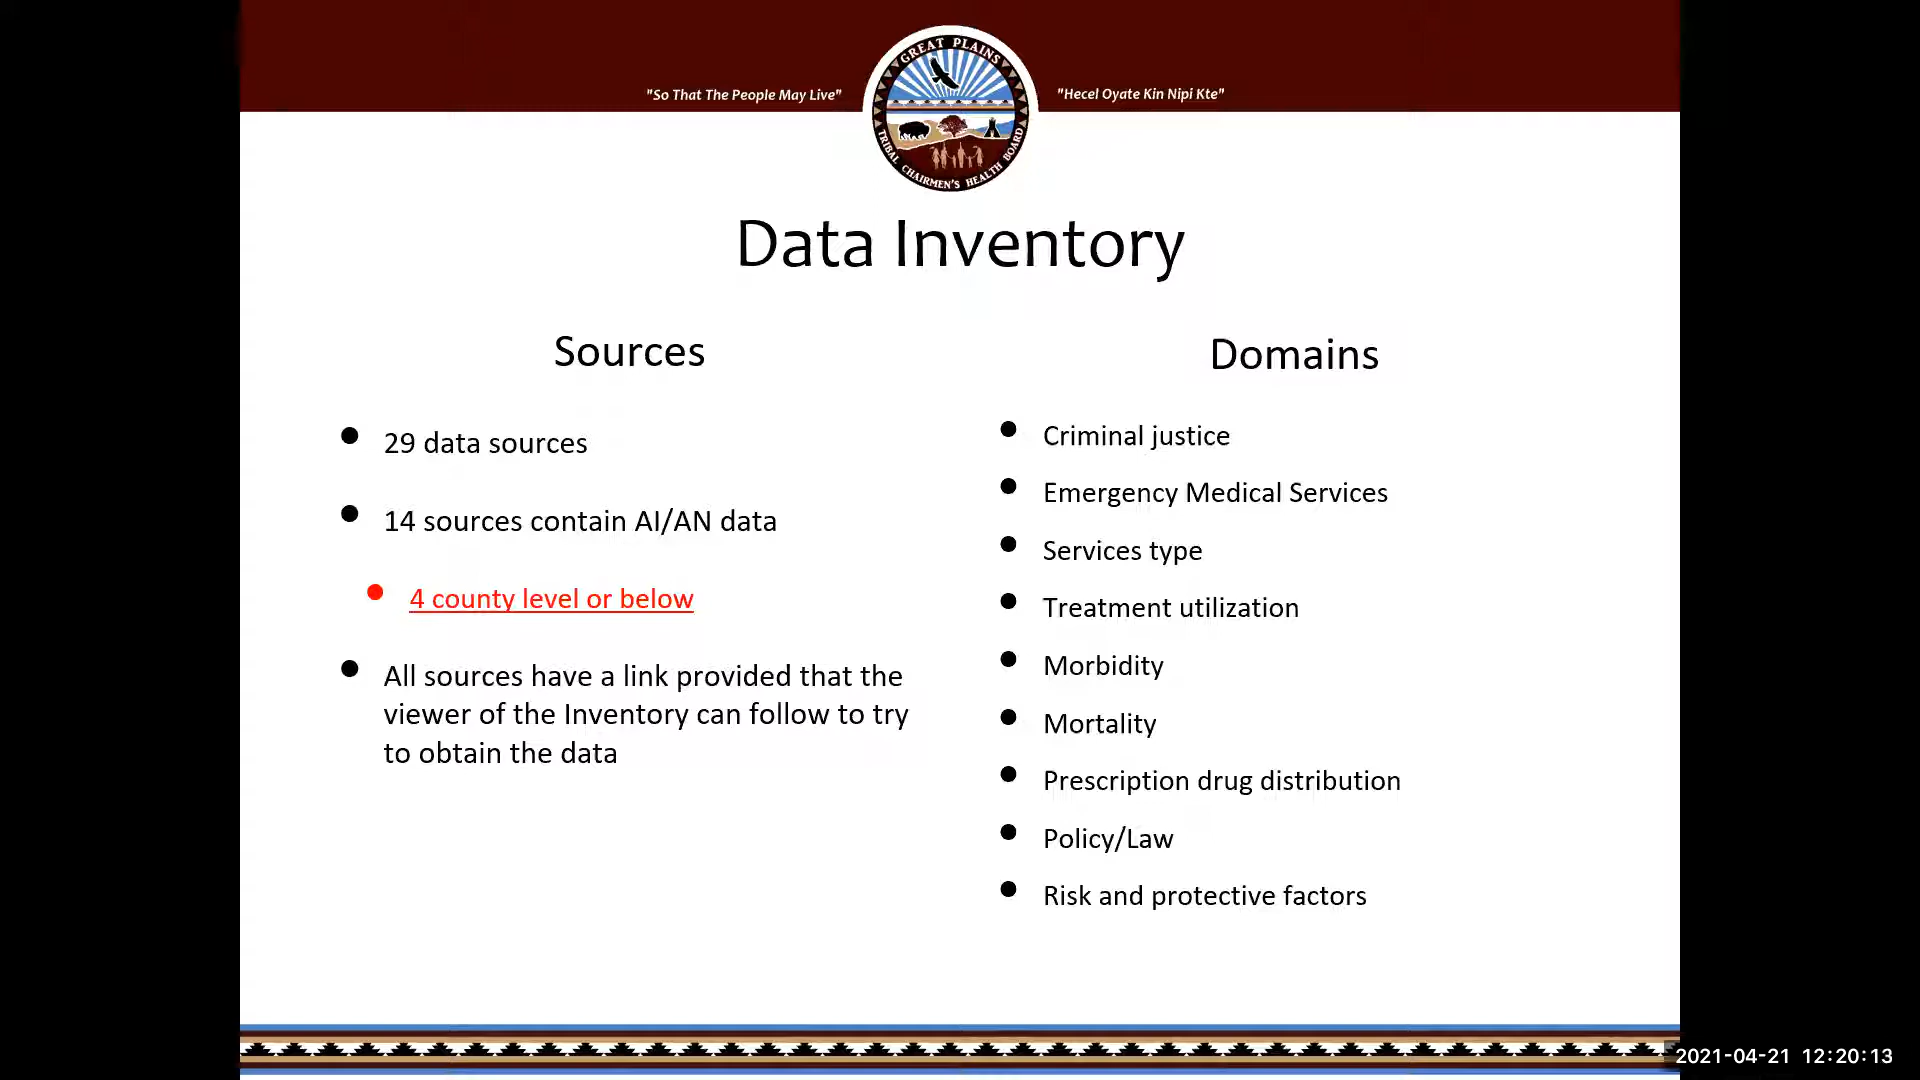 GREAT PLAINS
TRIBAL CHAIRMEN'S HEALTH BOARD
"So That The People May Live"
"Hecel Oyate Kin Nipi Kte"
Data Inventory
Sources
29 data sources
14 sources contain AI/AN data
4 county level or below
All sources have a link provided that the
viewer of the Inventory can follow to try
to obtain the data
Domains
Criminal justice
Emergency Medical Services
Services type
Treatment utilization
Morbidity
Mortality
Prescription drug distribution
Policy/Law
Risk and protective factors
2021-04-21 12:20:13